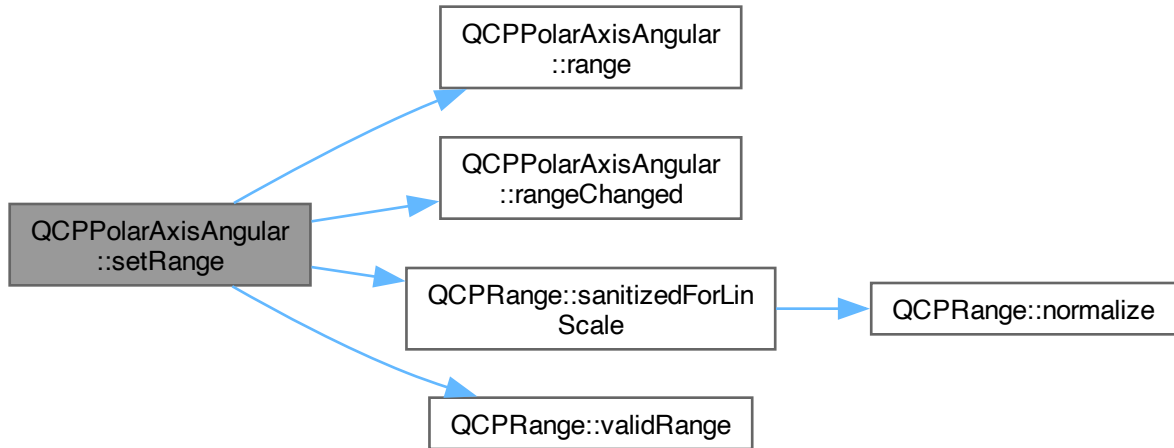 QCPPolarAxisAngular
::range
QCPPolarAxisAngular
::rangeChanged
QCPPolarAxisAngular
::setRange
QCPRange::sanitizedForLin
Scale
QCPRange::normalize
QCPRange::validRange